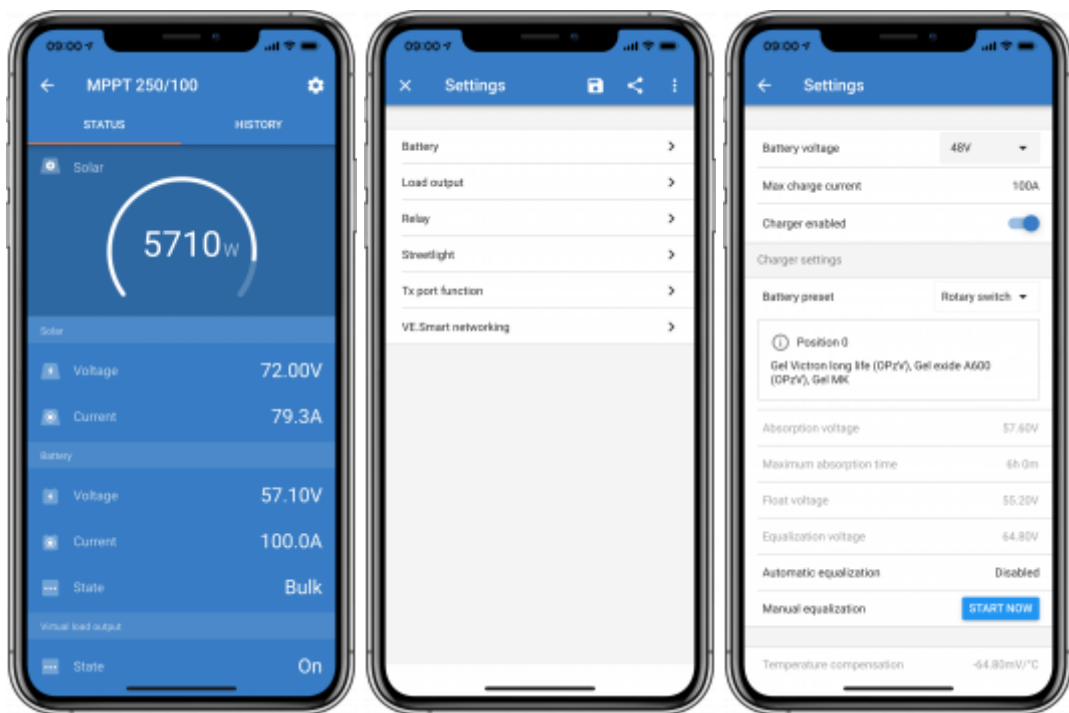 09:00
MPPT 250/100
STATUS HISTORY
Solar
5710W
Solar
Voltage 72.00V
Current 79.3A
Battery
Voltage 57.10V
Current 100.0A
State Bulk
Virtual load output
State On
09:00
Settings
Battery
Load output
Relay
Streetlight
Tx port function
VE.Smart networking
09:00
Settings
Battery voltage 48V
Max charge current 100A
Charger enabled
Charger settings
Battery preset Rotary switch
Position 0
Gel Victron long life (OPzV), Gel exide A600
(OPzV), Gel MK
Absorption voltage 57.60V
Maximum absorption time 6h 0m
Float voltage 55.20V
Equalization voltage 64.80V
Automatic equalization Disabled
Manual equalization START NOW
Temperature compensation -64.80mV/°C